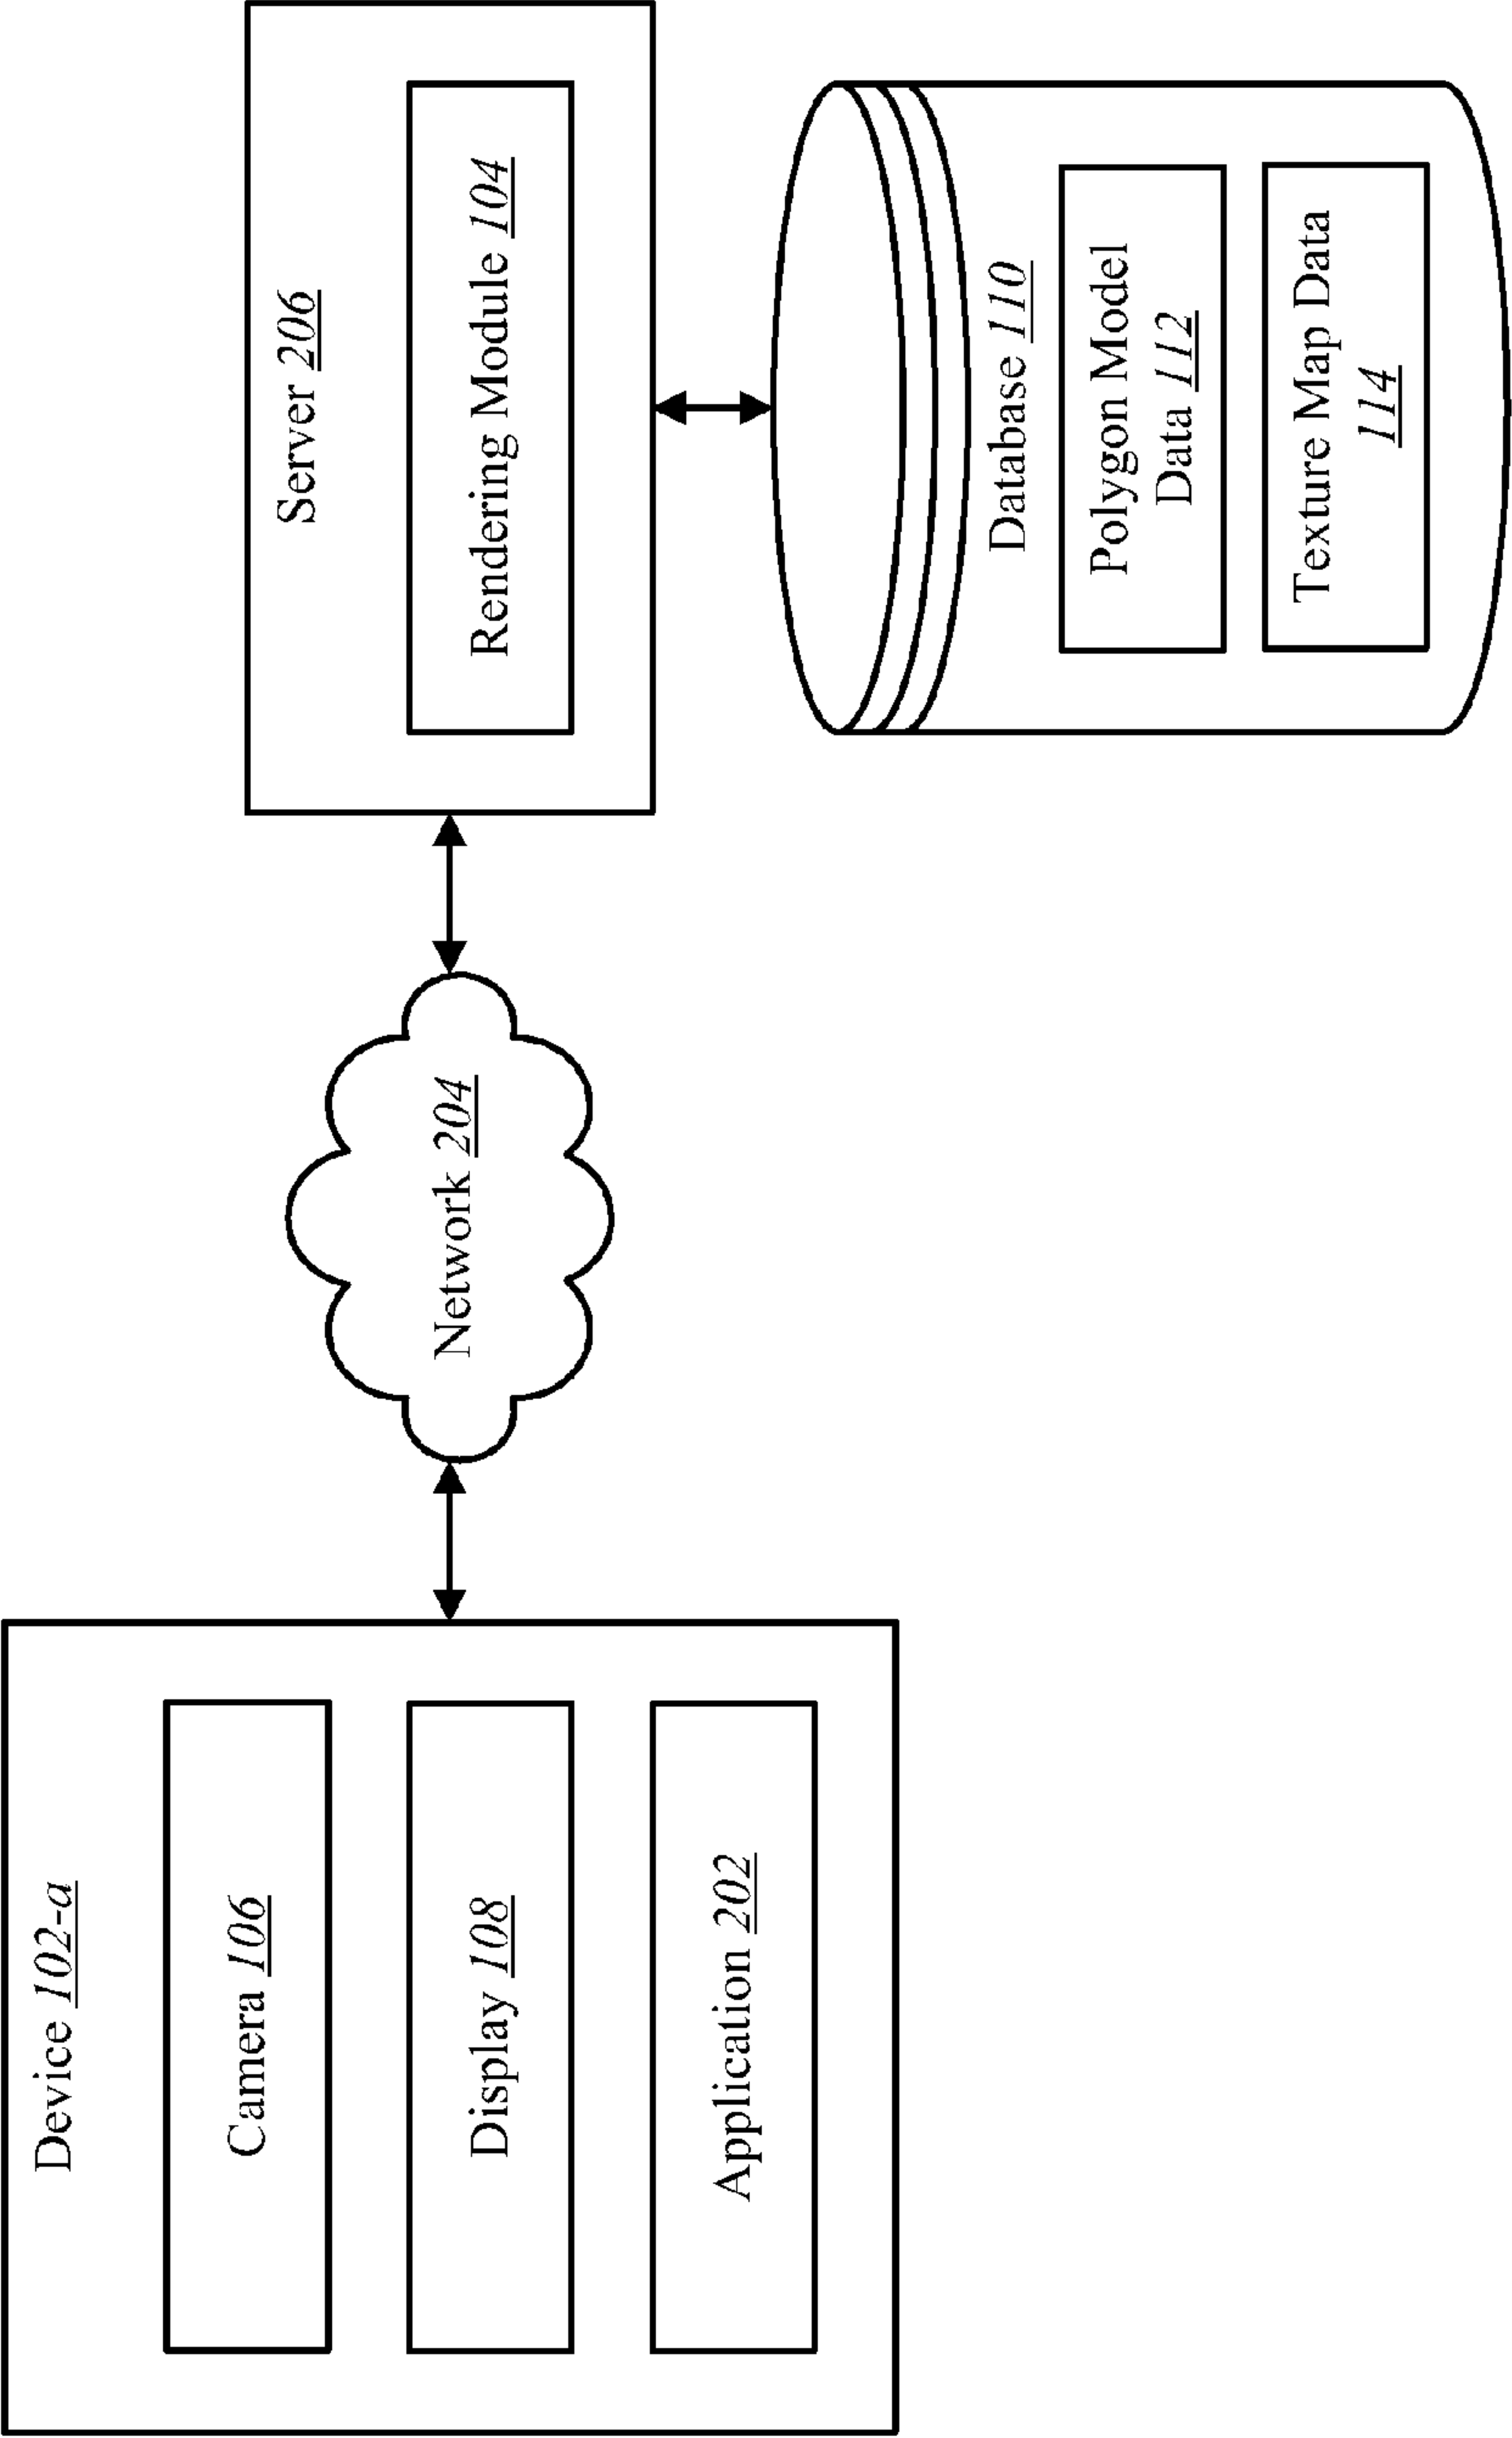 Device 102-a
Camera 106
Display 108
Application 202
Network 204
Server 206
Rendering Module 104
Database 110
Polygon Model
Data 112
Texture Map Data
114